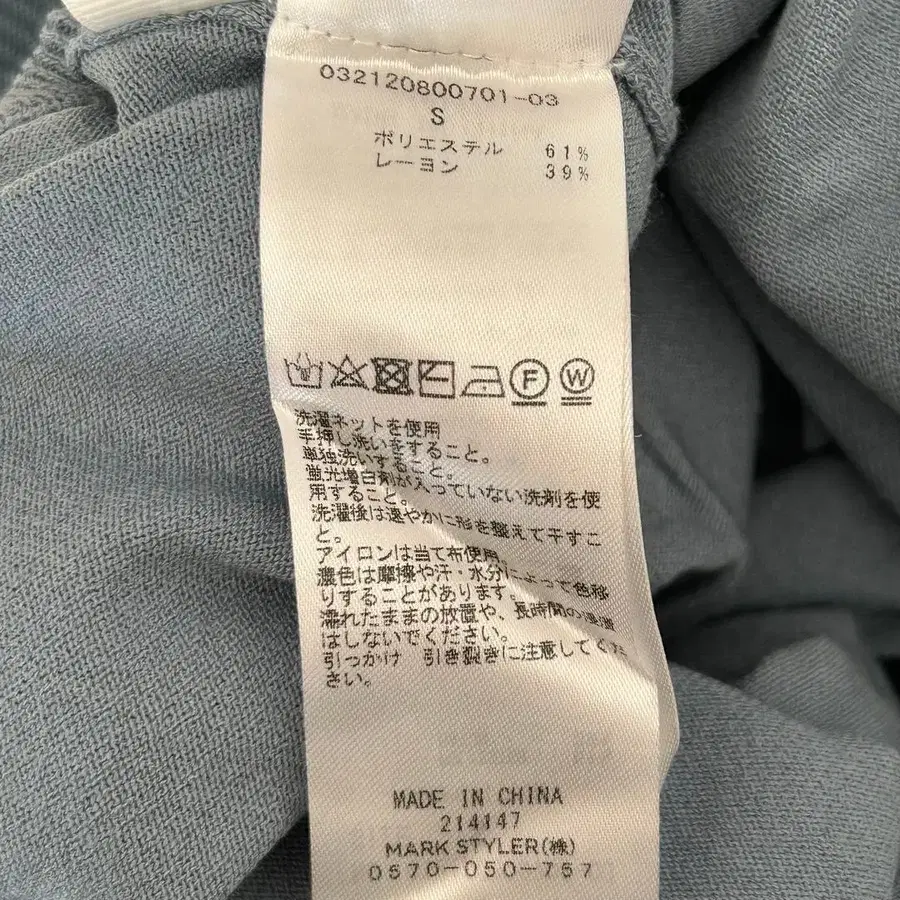 032120800701-03
S
ポリエステル 61%
レーヨン 39%
F W
洗濯ネットを使用
手押し洗いをすること。
単独洗いすること。
蛍光増白剤が入っていない洗剤を使
用すること。
洗濯後は速やかに形を整えて干すこ
と。
アイロンは当て布使用
濃色は摩擦や汗・水分によって色移
りすることがあります。
濡れたままの放置や、長時間の浸漬
はしないでください。
引っかけ 引き裂きに注意してくだ
さい。
MADE IN CHINA
214147
MARK STYLER(株)
0570-050-757